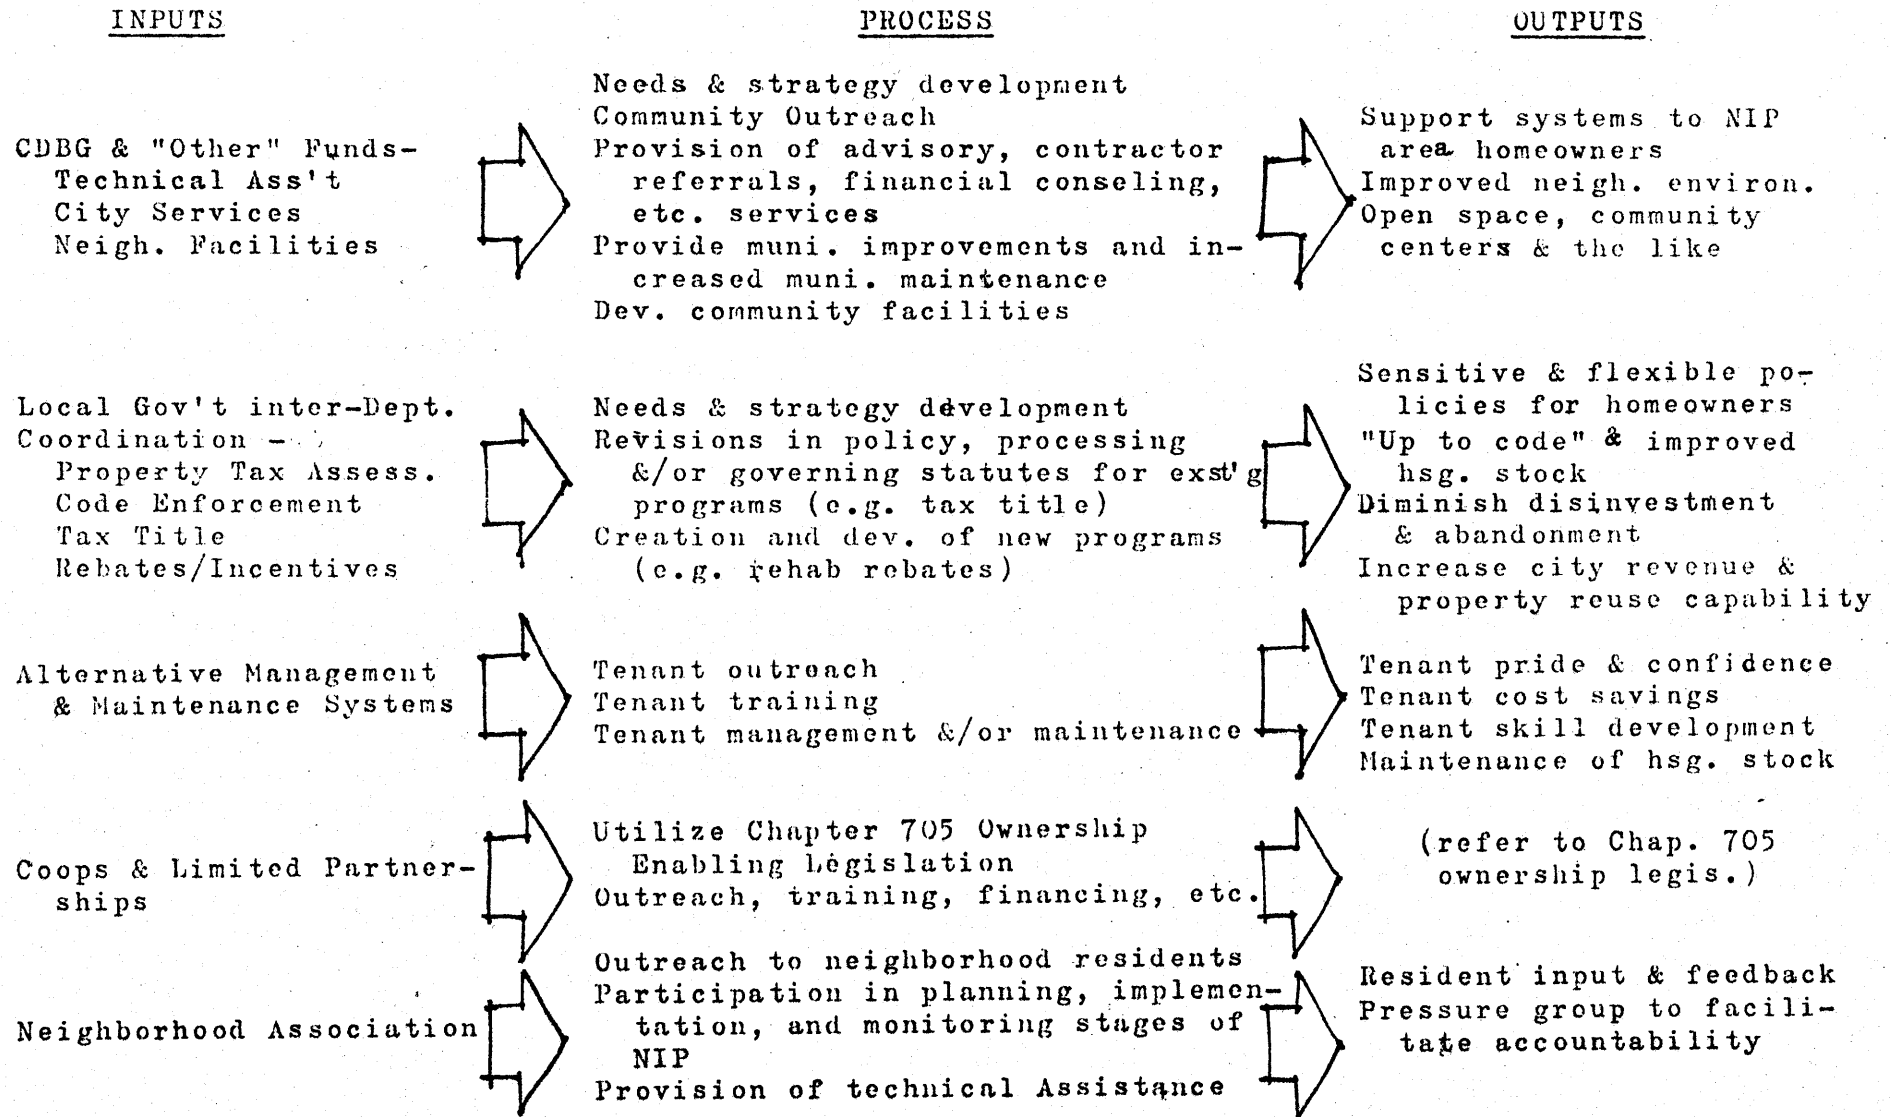 INPUTS
PROCESS
OUTPUTS
CDBG & "Other" Funds-
Technical Ass't
City Services
Neigh. Facilities
Needs & strategy development
Community Outreach
Provision of advisory, contractor
referrals, financial conseling,
etc. services
Provide muni. improvements and in-
creased muni. maintenance
Dev. community facilities
Support systems to NIP
area homeowners
Improved neigh. environ.
Open space, community
centers & the like
Local Gov't inter-Dept.
Coordination -
Property Tax Assess.
Code Enforcement
Tax Title
Rebates/Incentives
Needs & strategy development
Revisions in policy, processing
&/or governing statutes for exst'g
programs (e.g. tax title)
Creation and dev. of new programs
(e.g. rehab rebates)
Sensitive & flexible po-
licies for homeowners
"Up to code" & improved
hsg. stock
Diminish disinvestment
& abandonment
Increase city revenue &
property reuse capability
Alternative Management
& Maintenance Systems
Tenant outreach
Tenant training
Tenant management &/or maintenance
Tenant pride & confidence
Tenant cost savings
Tenant skill development
Maintenance of hsg. stock
Coops & Limited Partner-
ships
Utilize Chapter 705 Ownership
Enabling Legislation
Outreach, training, financing, etc.
(refer to Chap. 705
ownership legis.)
Neighborhood Association
Outreach to neighborhood residents
Participation in planning, implemen-
tation, and monitoring stages of
NIP
Provision of technical Assistance
Resident input & feedback
Pressure group to facili-
tate accountability